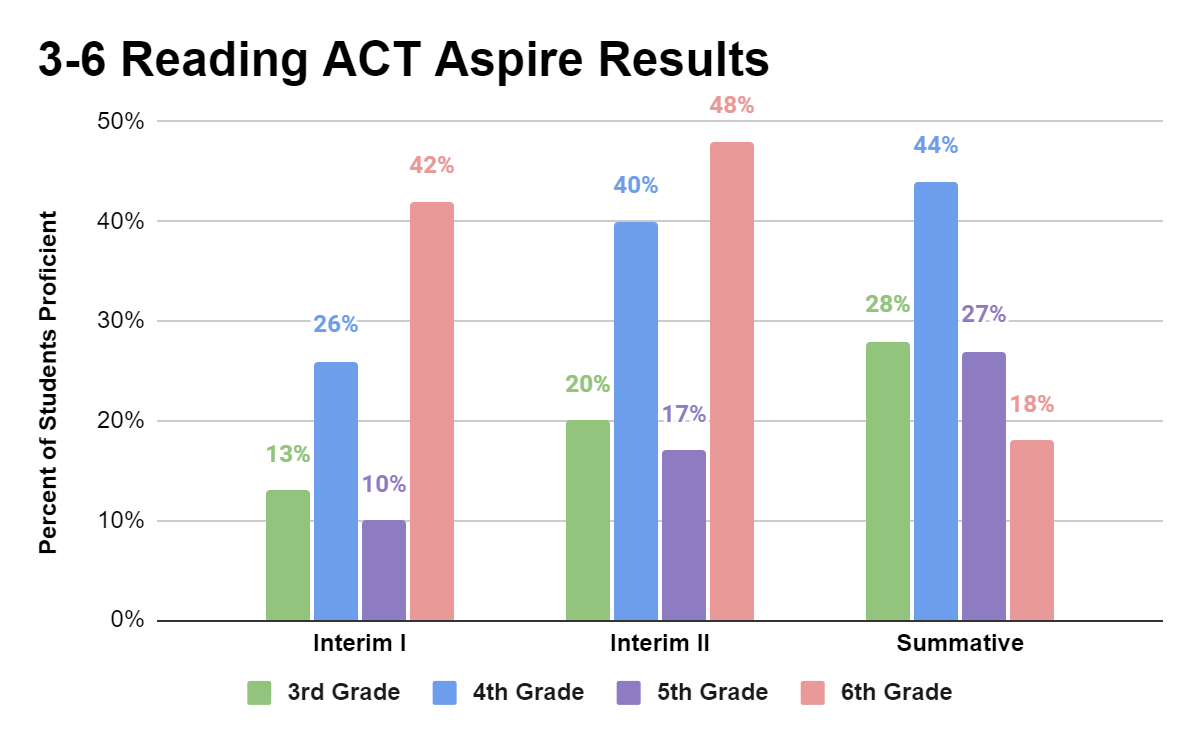 3-6 Reading ACT Aspire Results
Percent of Students Proficient
50%
40%
30%
20%
10%
0%
13%
26%
10%
42%
20%
40%
17%
48%
28%
44%
27%
18%
Interim I
Interim II
Summative
3rd Grade
4th Grade
5th Grade
6th Grade